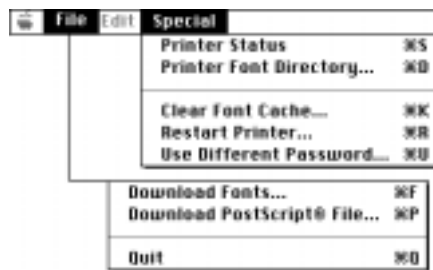 File Edit Special
Printer Status ⌘S
Printer Font Directory... ⌘D
Clear Font Cache... ⌘K
Restart Printer... ⌘R
Use Different Password... ⌘U
Download Fonts... ⌘F
Download PostScript® File... ⌘P
Quit ⌘Q